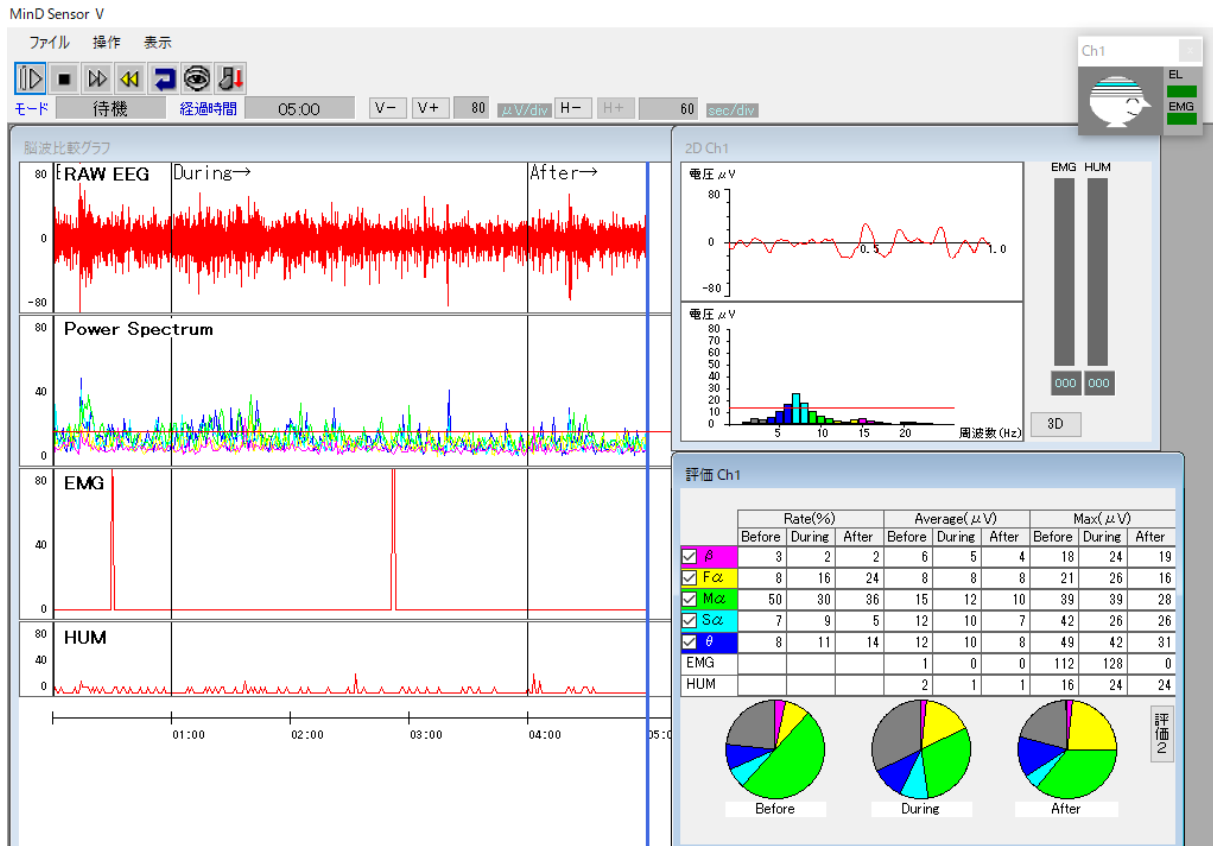 MinD Sensor V
ファイル 操作 表示
モード 待機 経過時間 05:00 V- V+ 80 μV/div H- H+ 60 sec/div
Ch1
EL
EMG
脳波比較グラフ
80 RAW EEG During→ After→
0
-80
80 Power Spectrum
40
0
80 EMG
40
0
80 HUM
40
0
01:00 02:00 03:00 04:00 05:0
2D Ch1
電圧 μV
80
0
-80
0.5 1.0
EMG HUM
電圧 μV
80
70
60
50
40
30
20
10
0
5 10 15 20 周波数(Hz)
000 000
3D
評価 Ch1
Rate(%) Average(μV) Max(μV)
Before During After Before During After Before During After
β 3 2 2 6 5 4 18 24 19
Fα 8 16 24 8 8 8 21 26 16
Mα 50 30 36 15 12 10 39 39 28
Sα 7 9 5 12 10 7 42 26 26
θ 8 11 14 12 10 8 49 42 31
EMG 1 0 0 112 128 0
HUM 2 1 1 16 24 24
評価2
Before During After